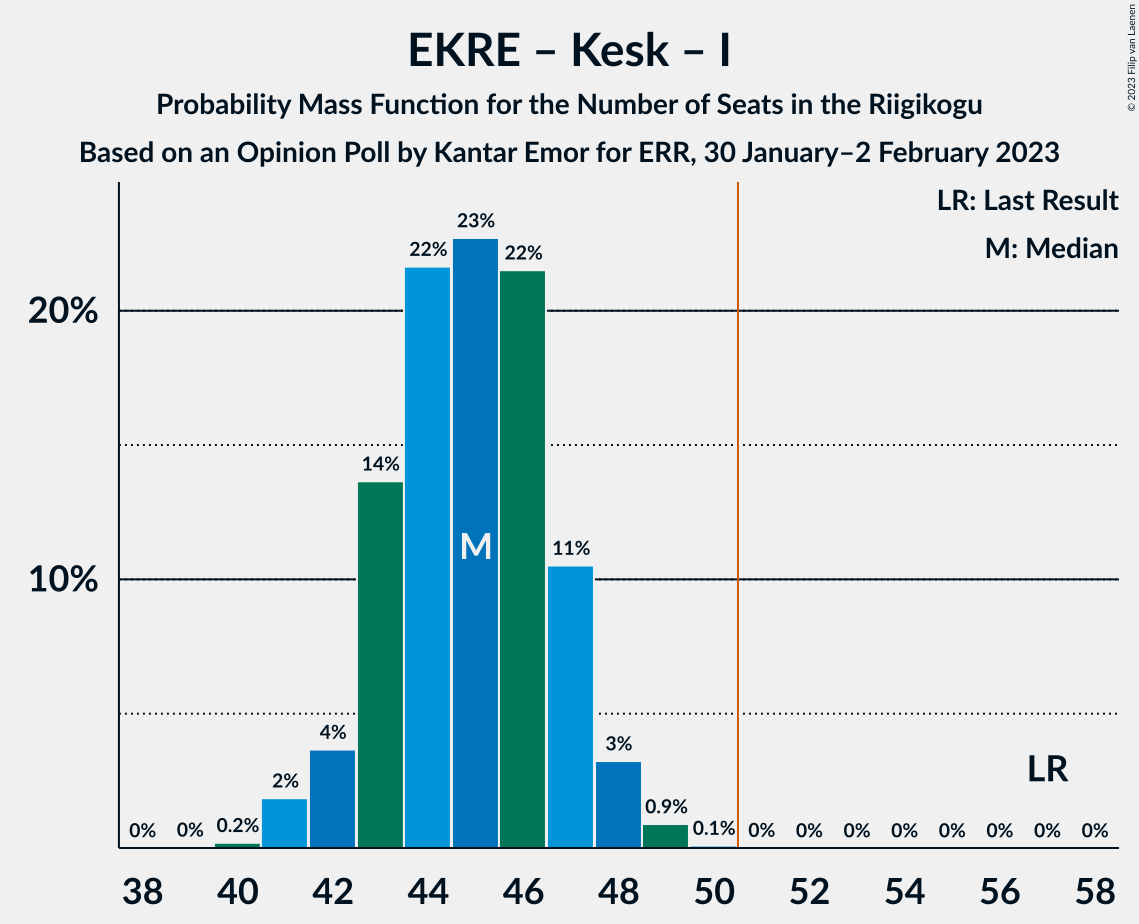 EKRE – Kesk – I
Probability Mass Function for the Number of Seats in the Riigikogu
Based on an Opinion Poll by Kantar Emor for ERR, 30 January–2 February 2023
© 2023 Filip van Laenen
LR: Last Result
M: Median
20%
10%
0%
0%
0.2%
2%
4%
14%
22%
23%
22%
11%
3%
0.9%
0.1%
0%
0%
0%
0%
0%
0%
0%
0%
M
LR
38 40 42 44 46 48 50 52 54 56 58